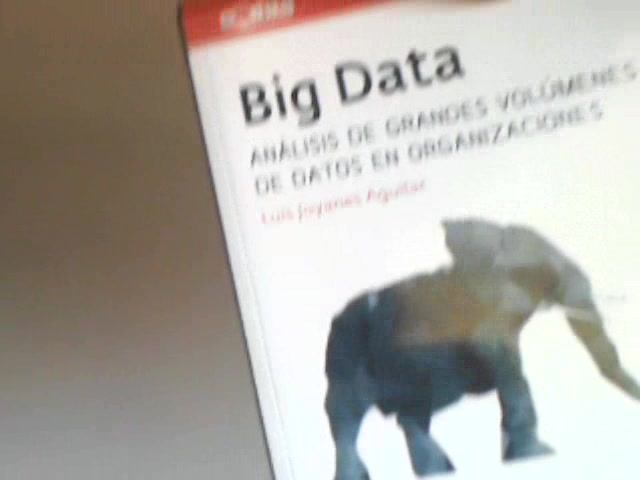 Big Data
ANÁLISIS DE GRANDES VOLÚMENES
DE DATOS EN ORGANIZACIONES
Luis Joyanes Aguilar